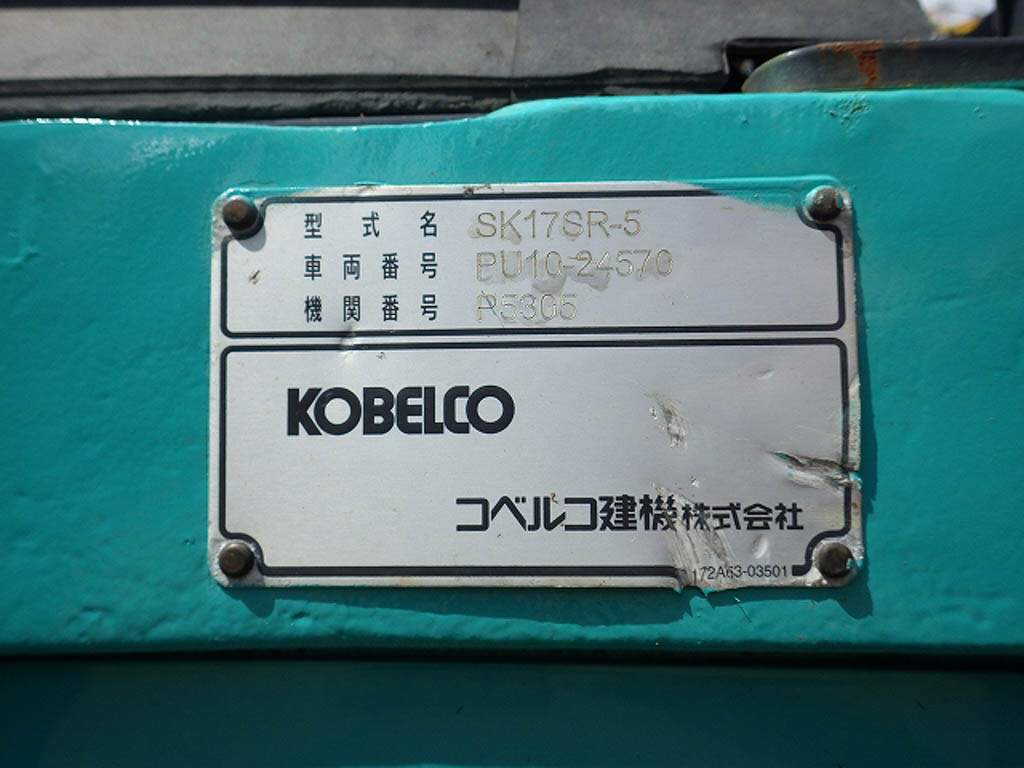 型式名 SK17SR-5
車両番号 PU10-24570
機関番号 R5305
KOBELCO
コベルコ建機株式会社
172A63-03501